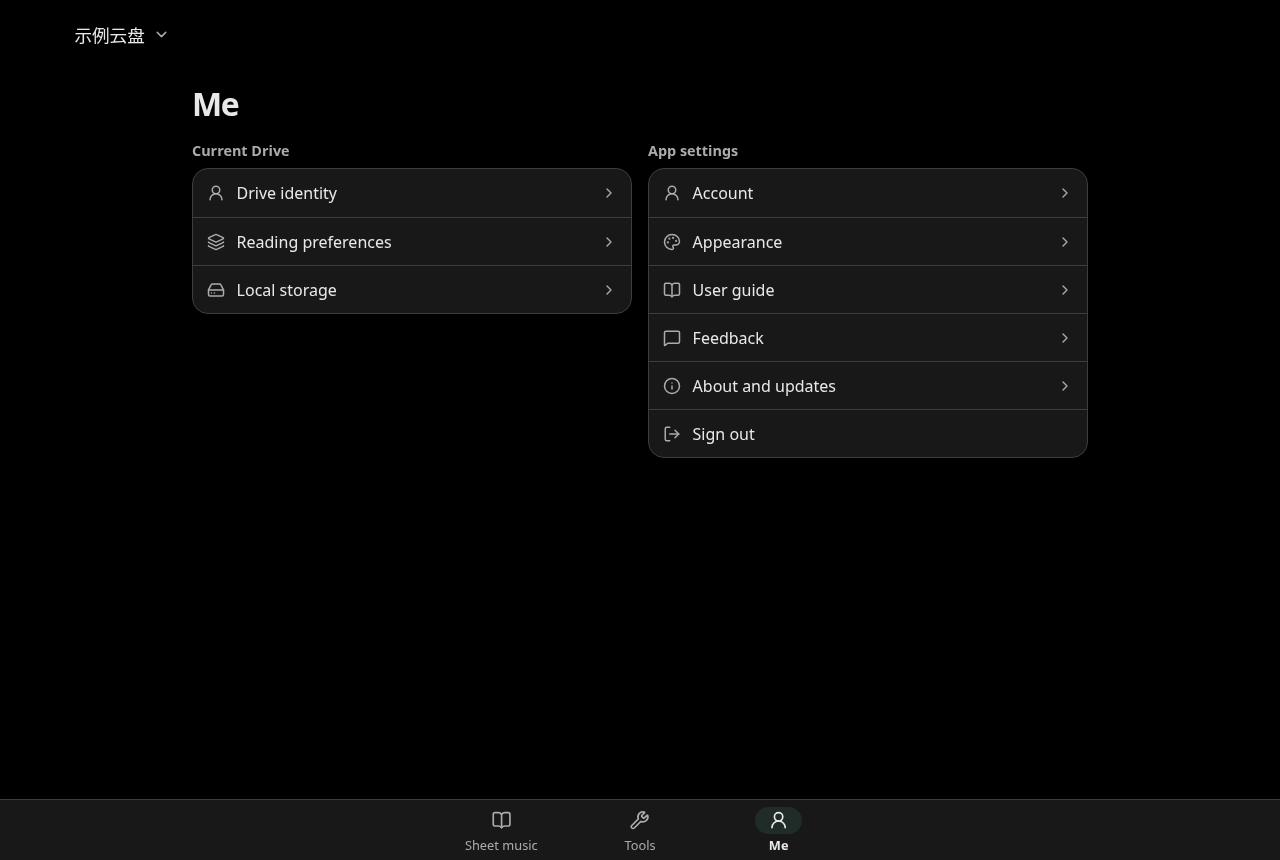 示例云盘
Me
Current Drive
Drive identity
Reading preferences
Local storage
App settings
Account
Appearance
User guide
Feedback
About and updates
Sign out
Sheet music
Tools
Me